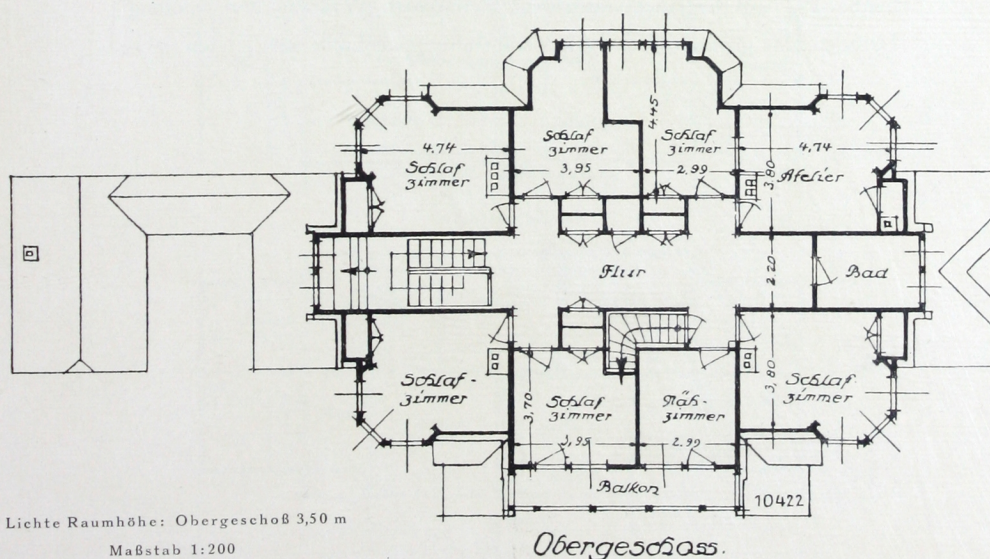 4.45
Schlaf
zimmer
3,95
Schlaf
zimmer
2.99
4.74
Schlaf
zimmer
4,74
Atelier
3,80
Flur
2.20
Bad
Schlaf-
zimmer
3,70
Schlaf
zimmer
3,95
Näh-
zimmer
2.99
3,80
Schlaf
zimmer
Balkon
10422
Lichte Raumhöhe: Obergeschoß 3,50 m
Maßstab 1:200
Obergeschoss.